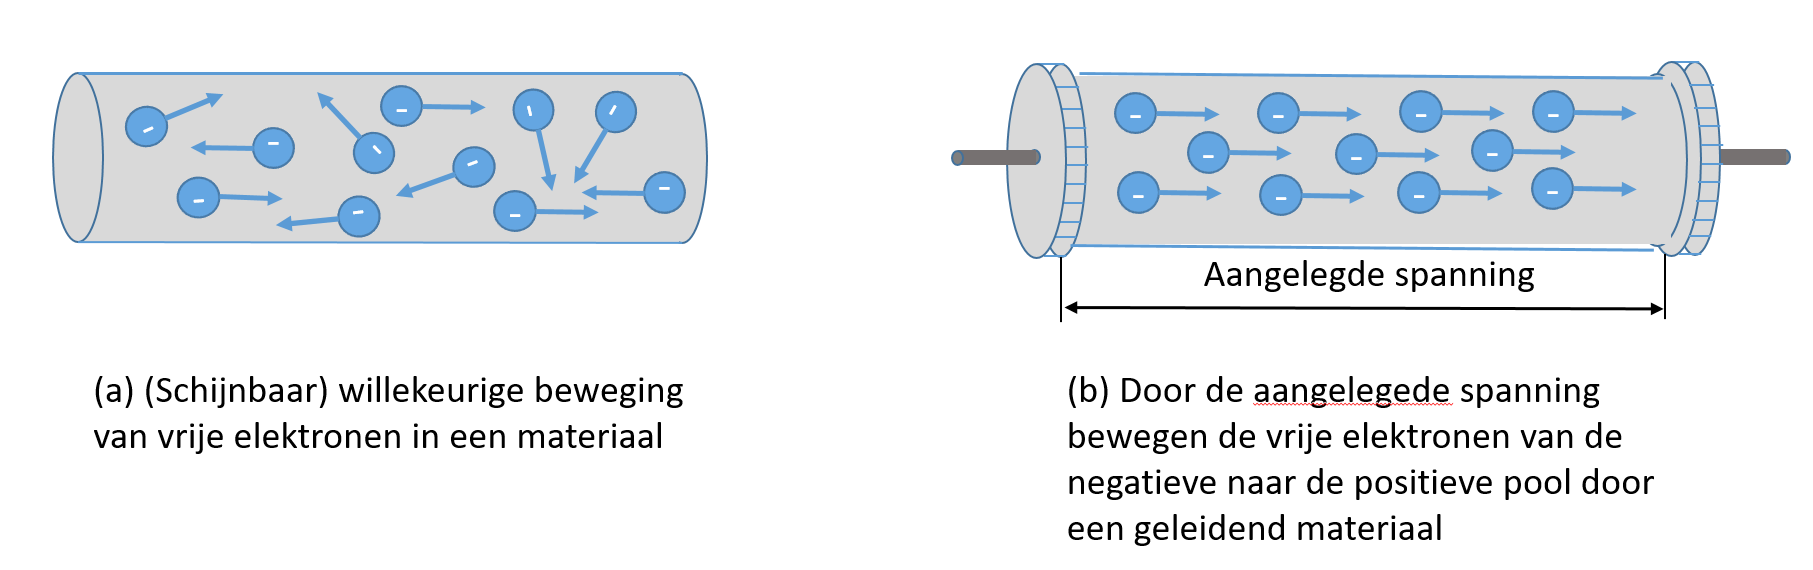 Aangelegde spanning
(a) (Schijnbaar) willekeurige beweging
van vrije elektronen in een materiaal
(b) Door de aangelegede spanning
bewegen de vrije elektronen van de
negatieve naar de positieve pool door
een geleidend materiaal